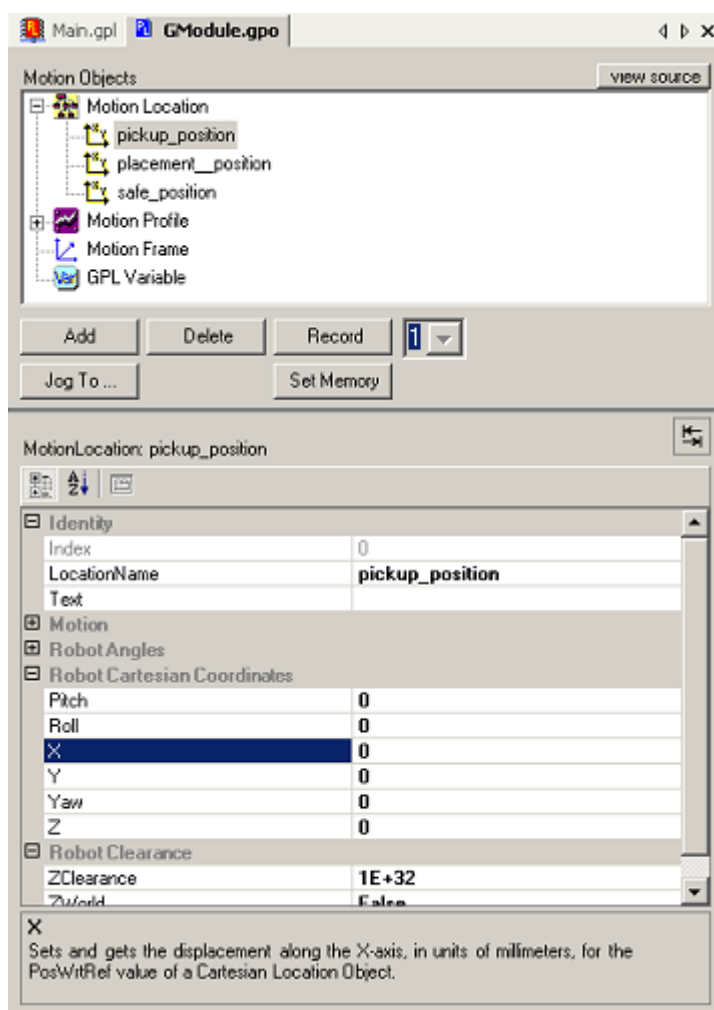 Main.gpl GModule.gpo
Motion Objects view source
Motion Location
pickup_position
placement__position
safe_position
Motion Profile
Motion Frame
Var GPL Variable
Add Delete Record 1
Jog To ... Set Memory
MotionLocation: pickup_position
Identity
Index 0
LocationName pickup_position
Text
Motion
Robot Angles
Robot Cartesian Coordinates
Pitch 0
Roll 0
X 0
Y 0
Yaw 0
Z 0
Robot Clearance
ZClearance 1E+32
ZWorld False
X
Sets and gets the displacement along the X-axis, in units of millimeters, for the
PosWrtRef value of a Cartesian Location Object.